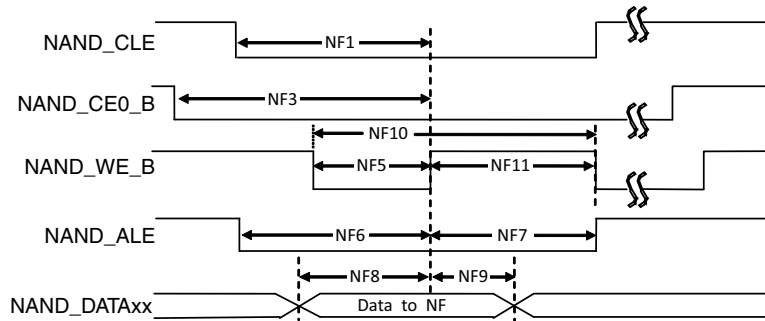 NAND_CLE
NF1
NAND_CE0_B
NF3
NF10
NAND_WE_B
NF5
NF11
NAND_ALE
NF6
NF7
NF8
NF9
NAND_DATAxx
Data to NF